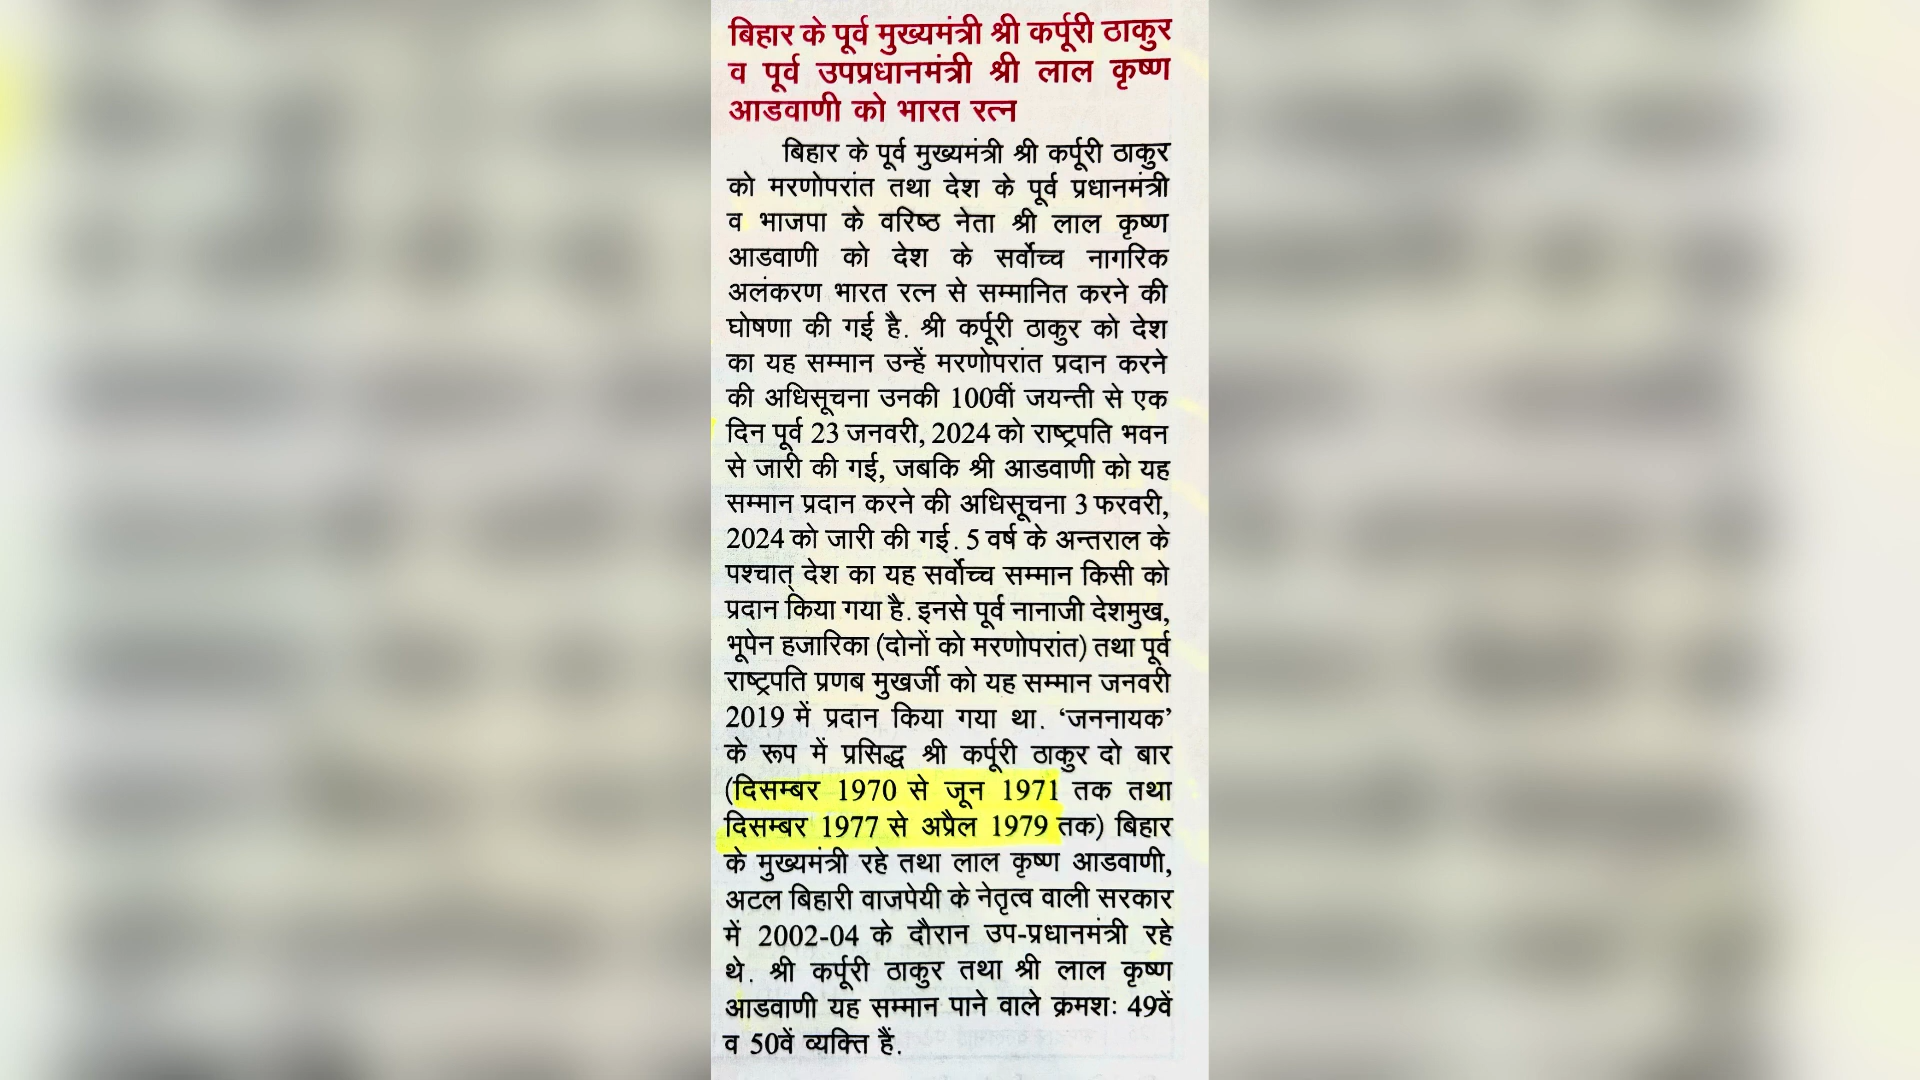 बिहार के पूर्व मुख्यमंत्री श्री कर्पूरी ठाकुर
व पूर्व उपप्रधानमंत्री श्री लाल कृष्ण
आडवाणी को भारत रत्न
बिहार के पूर्व मुख्यमंत्री श्री कर्पूरी ठाकुर
को मरणोपरांत तथा देश के पूर्व प्रधानमंत्री
व भाजपा के वरिष्ठ नेता श्री लाल कृष्ण
आडवाणी को देश के सर्वोच्च नागरिक
अलंकरण भारत रत्न से सम्मानित करने की
घोषणा की गई है. श्री कर्पूरी ठाकुर को देश
का यह सम्मान उन्हें मरणोपरांत प्रदान करने
की अधिसूचना उनकी 100वीं जयन्ती से एक
दिन पूर्व 23 जनवरी, 2024 को राष्ट्रपति भवन
से जारी की गई, जबकि श्री आडवाणी को यह
सम्मान प्रदान करने की अधिसूचना 3 फरवरी,
2024 को जारी की गई. 5 वर्ष के अन्तराल के
पश्चात् देश का यह सर्वोच्च सम्मान किसी को
प्रदान किया गया है. इनसे पूर्व नानाजी देशमुख,
भूपेन हजारिका (दोनों को मरणोपरांत) तथा पूर्व
राष्ट्रपति प्रणब मुखर्जी को यह सम्मान जनवरी
2019 में प्रदान किया गया था. ‘जननायक’
के रूप में प्रसिद्ध श्री कर्पूरी ठाकुर दो बार
(दिसम्बर 1970 से जून 1971 तक तथा
दिसम्बर 1977 से अप्रैल 1979 तक) बिहार
के मुख्यमंत्री रहे तथा लाल कृष्ण आडवाणी,
अटल बिहारी वाजपेयी के नेतृत्व वाली सरकार
में 2002-04 के दौरान उप-प्रधानमंत्री रहे
थे. श्री कर्पूरी ठाकुर तथा श्री लाल कृष्ण
आडवाणी यह सम्मान पाने वाले क्रमशः 49वें
व 50वें व्यक्ति हैं.